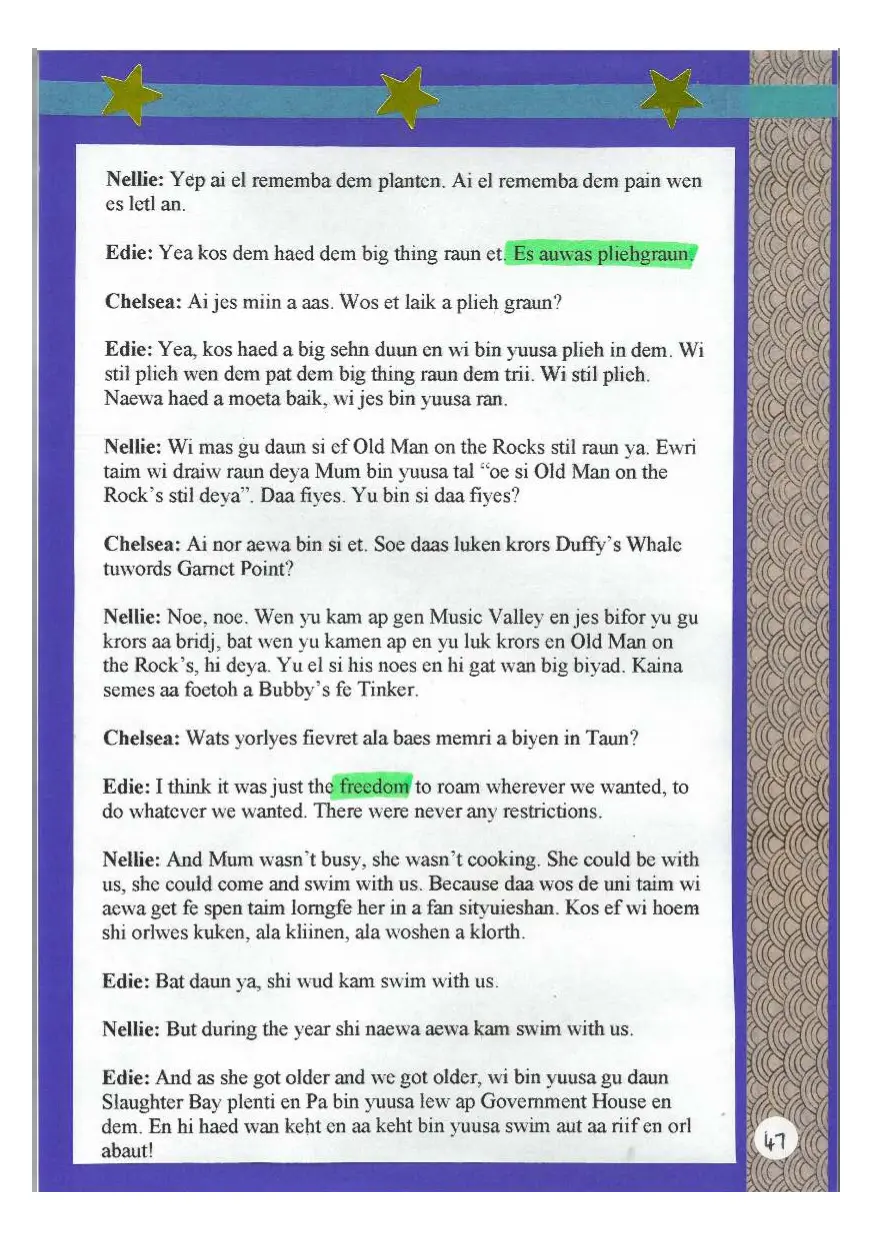 Nellie: Yep ai el rememba dem planten. Ai el rememba dem pain wen
es letl an.
Edie: Yea kos dem haed dem big thing raun et. Es auwas pliehgraun.
Chelsea: Ai jes miin a aas. Wos et laik a plieh graun?
Edie: Yea, kos haed a big sehn duun en wi bin yuusa plieh in dem. Wi
stil plieh wen dem pat dem big thing raun dem trii. Wi stil plieh.
Naewa haed a moeta baik, wi jes bin yuusa ran.
Nellie: Wi mas gu daun si ef Old Man on the Rocks stil raun ya. Ewri
taim wi draiw raun deya Mum bin yuusa tal “oe si Old Man on the
Rock’s stil deya”. Daa fiyes. Yu bin si daa fiyes?
Chelsea: Ai nor aewa bin si et. Soe daas luken krors Duffy’s Whale
tuwords Garnet Point?
Nellie: Noe, noe. Wen yu kam ap gen Music Valley en jes bifor yu gu
krors aa bridj, bat wen yu kamen ap en yu luk krors en Old Man on
the Rock’s, hi deya. Yu el si his noes en hi gat wan big biyad. Kaina
semes aa foetoh a Bubby’s fe Tinker.
Chelsea: Wats yorlyes fievret ala baes memri a biyen in Taun?
Edie: I think it was just the freedom to roam wherever we wanted, to
do whatever we wanted. There were never any restrictions.
Nellie: And Mum wasn’t busy, she wasn’t cooking. She could be with
us, she could come and swim with us. Because daa wos de uni taim wi
aewa get fe spen taim lorngfe her in a fan sityuieshan. Kos ef wi hoem
shi orlwes kuken, ala kliinen, ala woshen a klorth.
Edie: Bat daun ya, shi wud kam swim with us.
Nellie: But during the year shi naewa aewa kam swim with us.
Edie: And as she got older and we got older, wi bin yuusa gu daun
Slaughter Bay plenti en Pa bin yuusa lew ap Government House en
dem. En hi haed wan keht en aa keht bin yuusa swim aut aa riif en orl
abaut!
47